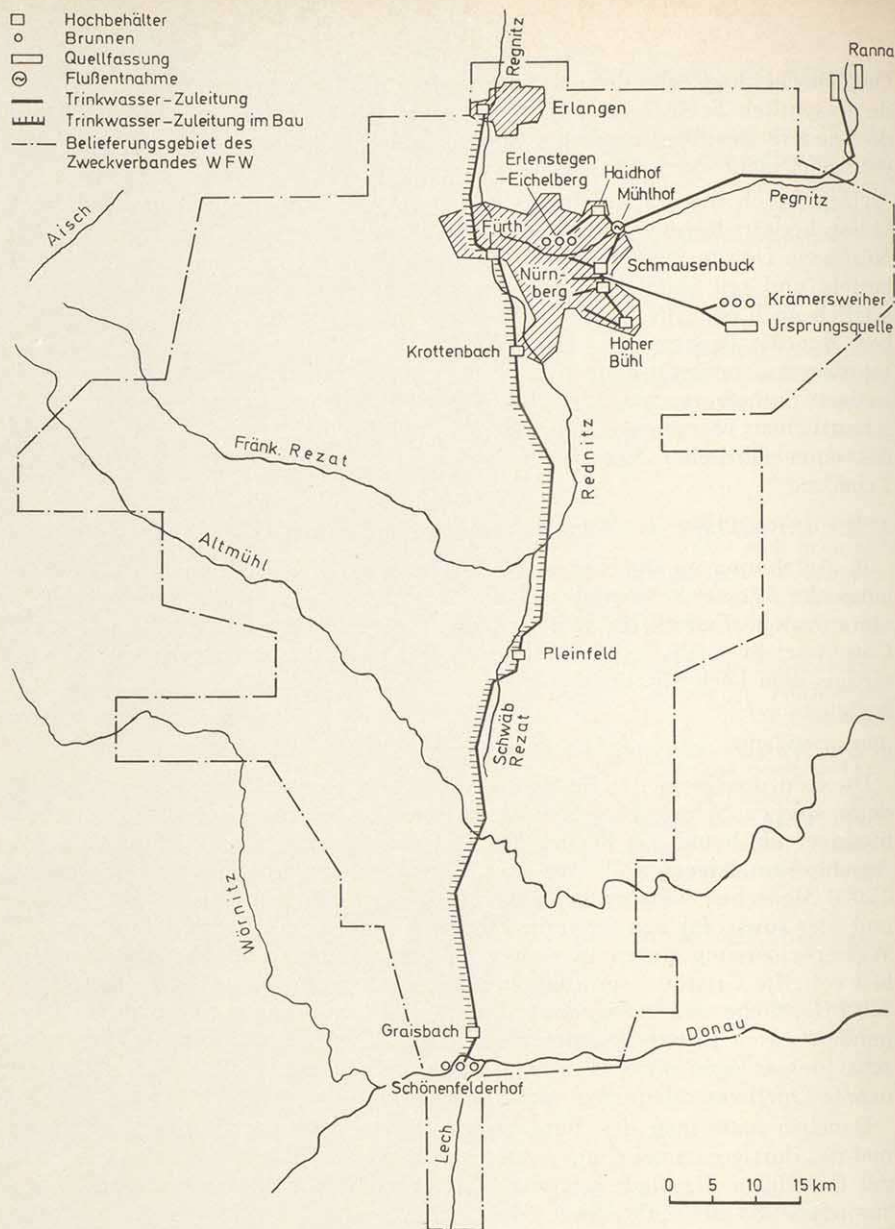 Hochbehälter
Brunnen
Quellfassung
Flußentnahme
Trinkwasser-Zuleitung
Trinkwasser-Zuleitung im Bau
Belieferungsgebiet des
Zweckverbandes WFW
Regnitz
Ranna
Erlangen
Erlenstegen
-Eichelberg
Haidhof
Mühlhof
Pegnitz
Aisch
Fürth
Nürn-
berg
Schmausenbuck
Krämersweiher
Ursprungsquelle
Hoher
Bühl
Krottenbach
Rednitz
Fränk. Rezat
Altmühl
Pleinfeld
Schwäb
Rezat
Wörnitz
Graisbach
Donau
Schönenfelderhof
Lech
0 5 10 15 km